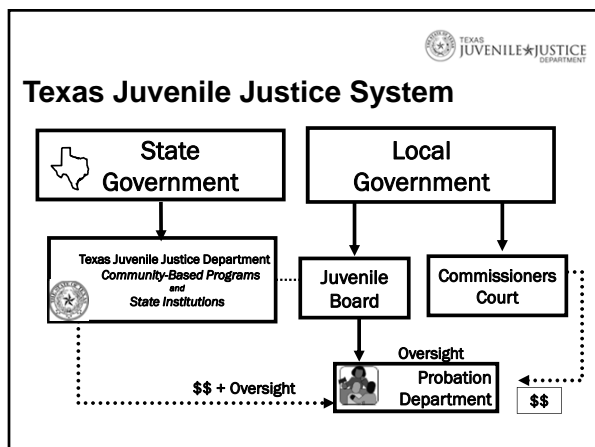 TEXAS
JUVENILE★JUSTICE
DEPARTMENT
Texas Juvenile Justice System
State
Government
Local
Government
Texas Juvenile Justice Department
Community-Based Programs
and
State Institutions
Juvenile
Board
Commissioners
Court
Oversight
$$ + Oversight
Probation
Department
$$